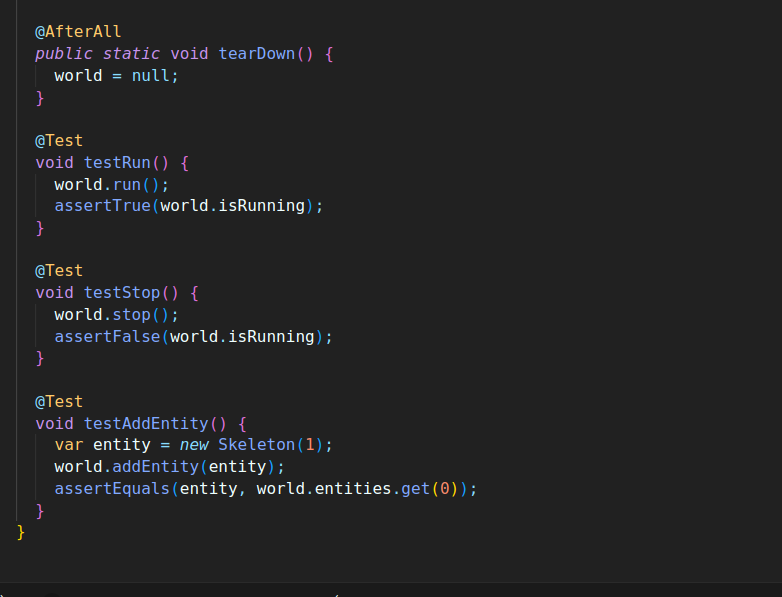 @AfterAll
public static void tearDown() {
world = null;
}
@Test
void testRun() {
world.run();
assertTrue(world.isRunning);
}
@Test
void testStop() {
world.stop();
assertFalse(world.isRunning);
}
@Test
void testAddEntity() {
var entity = new Skeleton(1);
world.addEntity(entity);
assertEquals(entity, world.entities.get(0));
}
}